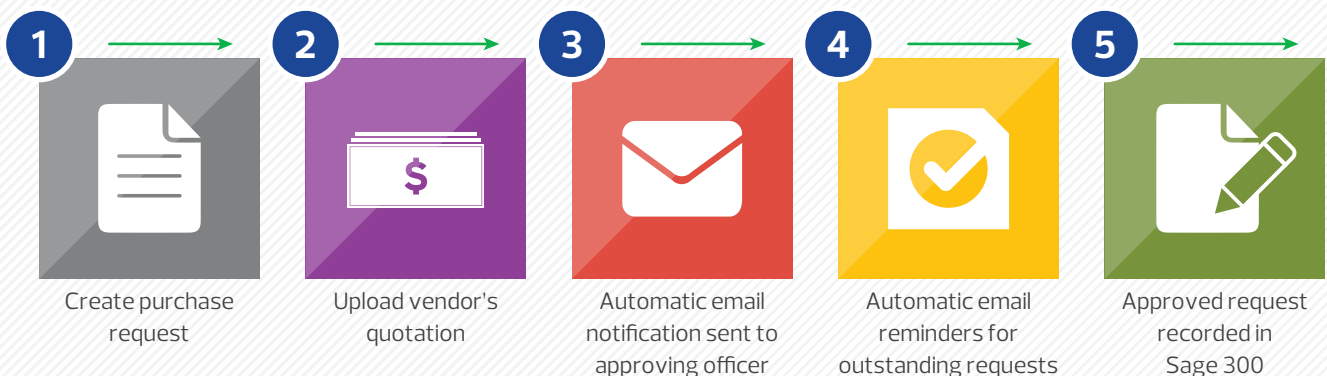 1
2
3
4
5
$
Create purchase
request
Upload vendor's
quotation
Automatic email
notification sent to
approving officer
Automatic email
reminders for
outstanding requests
Approved request
recorded in
Sage 300